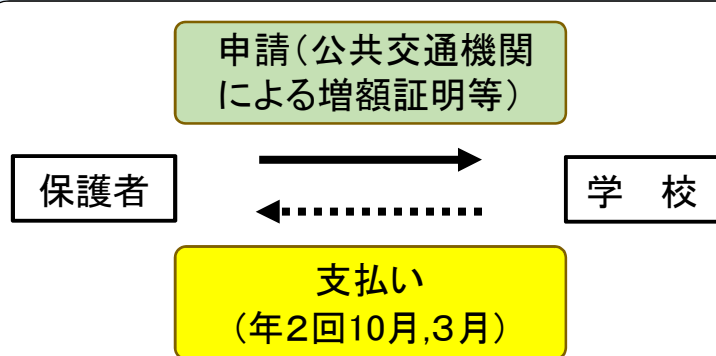 申請(公共交通機関
による増額証明等)
保護者
学　校
支払い
(年2回10月,3月)